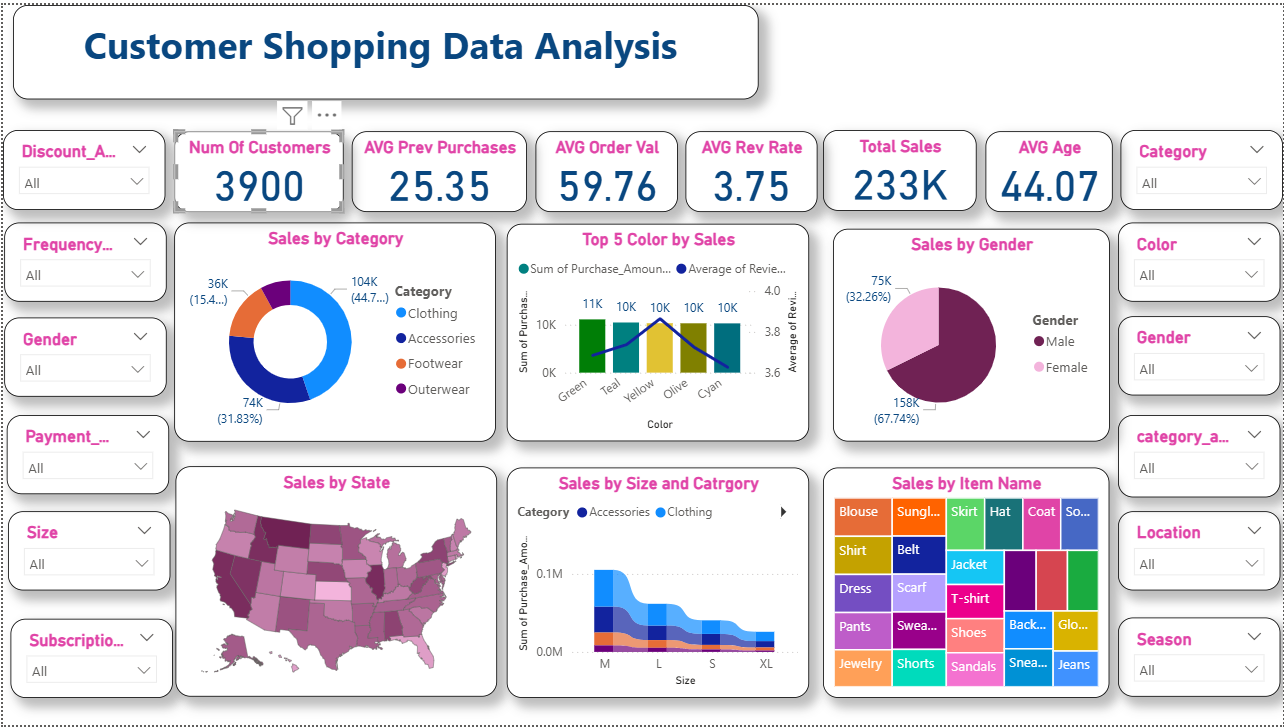 Customer Shopping Data Analysis
Discount_A...
All
Num Of Customers
3900
AVG Prev Purchases
25.35
AVG Order Val
59.76
AVG Rev Rate
3.75
Total Sales
233K
AVG Age
44.07
Category
All
Frequency...
All
Gender
All
Payment_...
All
Size
All
Subscriptio...
All
Sales by Category
36K
(15.4...)
104K
(44.7...)
74K
(31.83%)
Category
Clothing
Accessories
Footwear
Outerwear
Top 5 Color by Sales
Sum of Purchase_Amoun...
Average of Revie...
Sum of Purchas...
10K
0K
11K
10K
10K
10K
10K
4.0
3.8
3.6
Average of Revi...
Green
Teal
Yellow
Olive
Cyan
Color
Sales by Gender
75K
(32.26%)
158K
(67.74%)
Gender
Male
Female
Color
All
Gender
All
category_a...
All
Location
All
Season
All
Sales by State
Sales by Size and Catrgory
Category
Accessories
Clothing
Sum of Purchase_Amo...
0.1M
0.0M
M
L
S
XL
Size
Sales by Item Name
Blouse
Sungl...
Skirt
Hat
Coat
So...
Shirt
Belt
Jacket
Dress
Scarf
T-shirt
Pants
Swea...
Shoes
Back...
Glo...
Jewelry
Shorts
Sandals
Snea...
Jeans